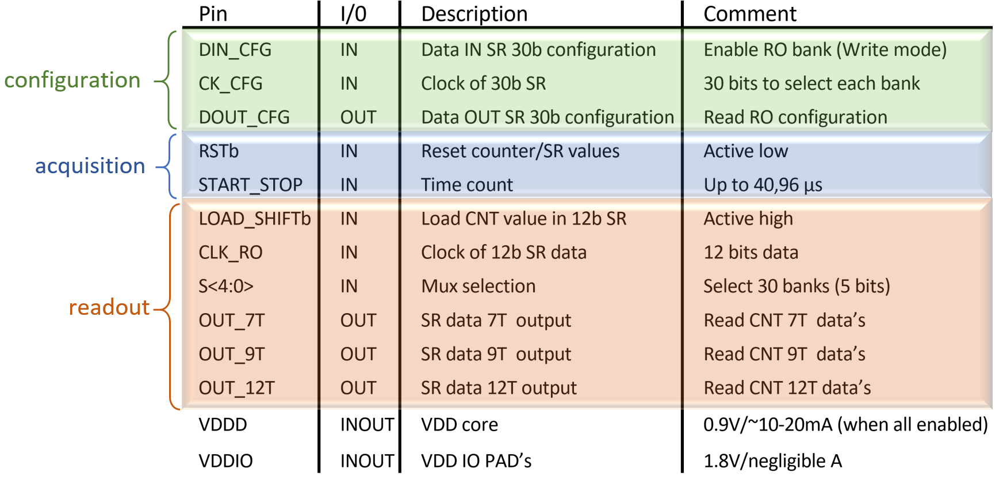 Pin I/0 Description Comment
DIN_CFG IN Data IN SR 30b configuration Enable RO bank (Write mode)
configuration CK_CFG IN Clock of 30b SR 30 bits to select each bank
DOUT_CFG OUT Data OUT SR 30b configuration Read RO configuration
RSTb IN Reset counter/SR values Active low
acquisition
START_STOP IN Time count Up to 40,96 µs
LOAD_SHIFTb IN Load CNT value in 12b SR Active high
CLK_RO IN Clock of 12b SR data 12 bits data
S<4:0> IN Mux selection Select 30 banks (5 bits)
readout
OUT_7T OUT SR data 7T output Read CNT 7T data’s
OUT_9T OUT SR data 9T output Read CNT 9T data’s
OUT_12T OUT SR data 12T output Read CNT 12T data’s
VDDD INOUT VDD core 0.9V/~10-20mA (when all enabled)
VDDIO INOUT VDD IO PAD’s 1.8V/negligible A